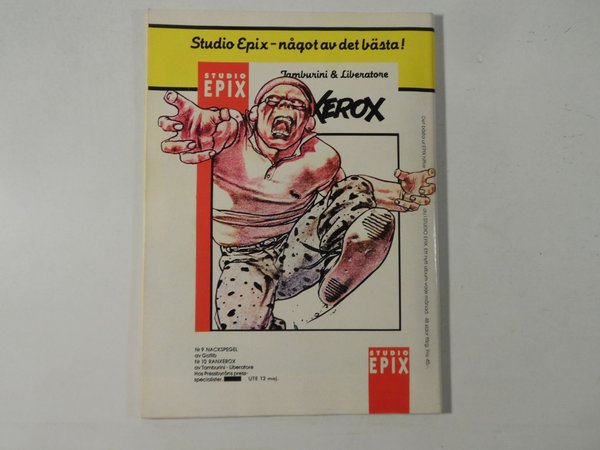 Studio Epix - något av det bästa!
STUDIO
EPIX
Tamburini & Liberatore
XEROX
Nr 9 NACKSPEGEL
av Gotlib
Nr 10 RANXEROX
av Tamburini - Liberatore
Hos Pressbyråns press-
specialister. UTE 12 maj.
STUDIO
EPIX